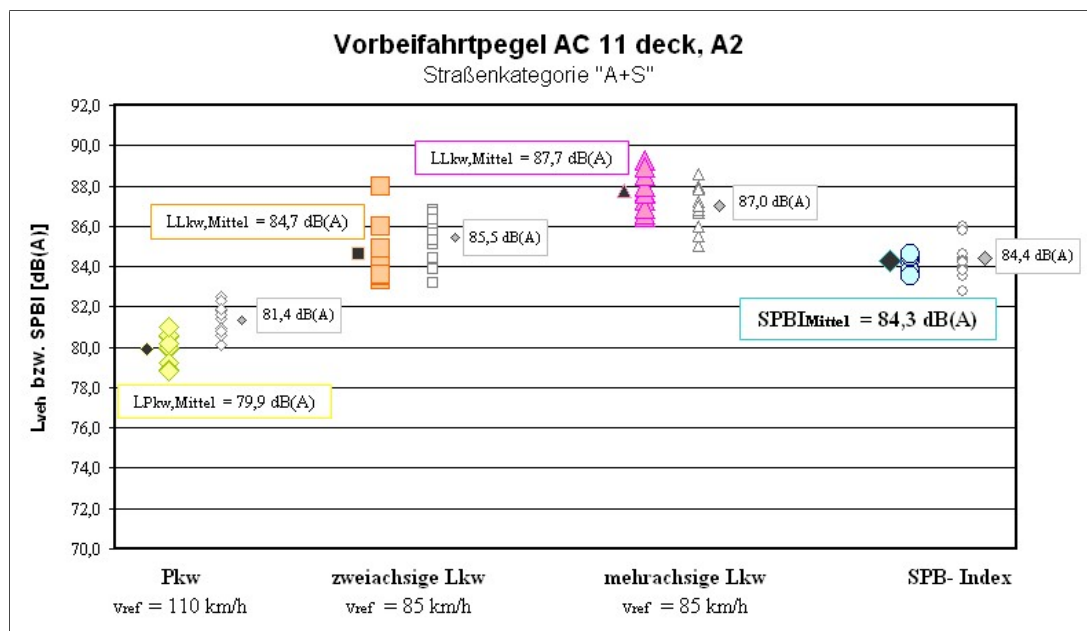 Vorbeifahrtpegel AC 11 deck, A2
Straßenkategorie "A+S"
Lveh bzw. SPBI [dB(A)]
92,0
90,0
88,0
86,0
84,0
82,0
80,0
78,0
76,0
74,0
72,0
70,0
LPkw,Mittel = 79,9 dB(A)
81,4 dB(A)
LLkw,Mittel = 84,7 dB(A)
85,5 dB(A)
LLkw,Mittel = 87,7 dB(A)
87,0 dB(A)
SPBIMittel = 84,3 dB(A)
84,4 dB(A)
Pkw
vref = 110 km/h
zweiachsige Lkw
vref = 85 km/h
mehrachsige Lkw
vref = 85 km/h
SPB- Index